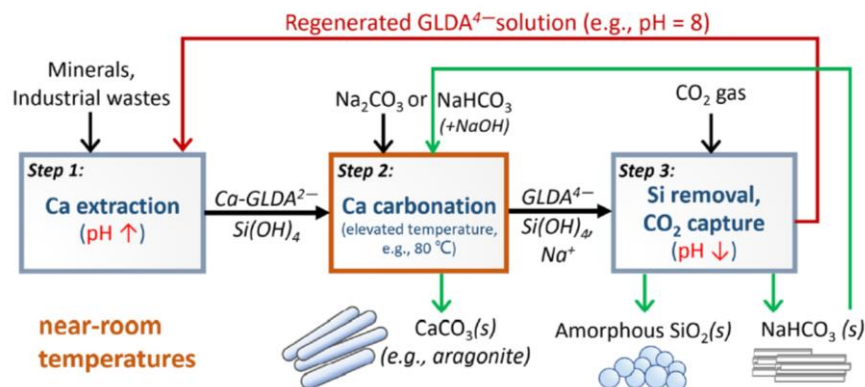 Regenerated GLDA⁴⁻ solution (e.g., pH = 8)
Minerals,
Industrial wastes
Na₂CO₃ or NaHCO₃
(+NaOH)
CO₂ gas
Step 1:
Ca extraction
(pH ↑)
Ca-GLDA²⁻
Si(OH)₄
Step 2:
Ca carbonation
(elevated temperature,
e.g., 80 ℃)
GLDA⁴⁻
Si(OH)₄,
Na⁺
Step 3:
Si removal,
CO₂ capture
(pH ↓)
near-room
temperatures
CaCO₃(s)
(e.g., aragonite)
Amorphous SiO₂(s)
NaHCO₃ (s)